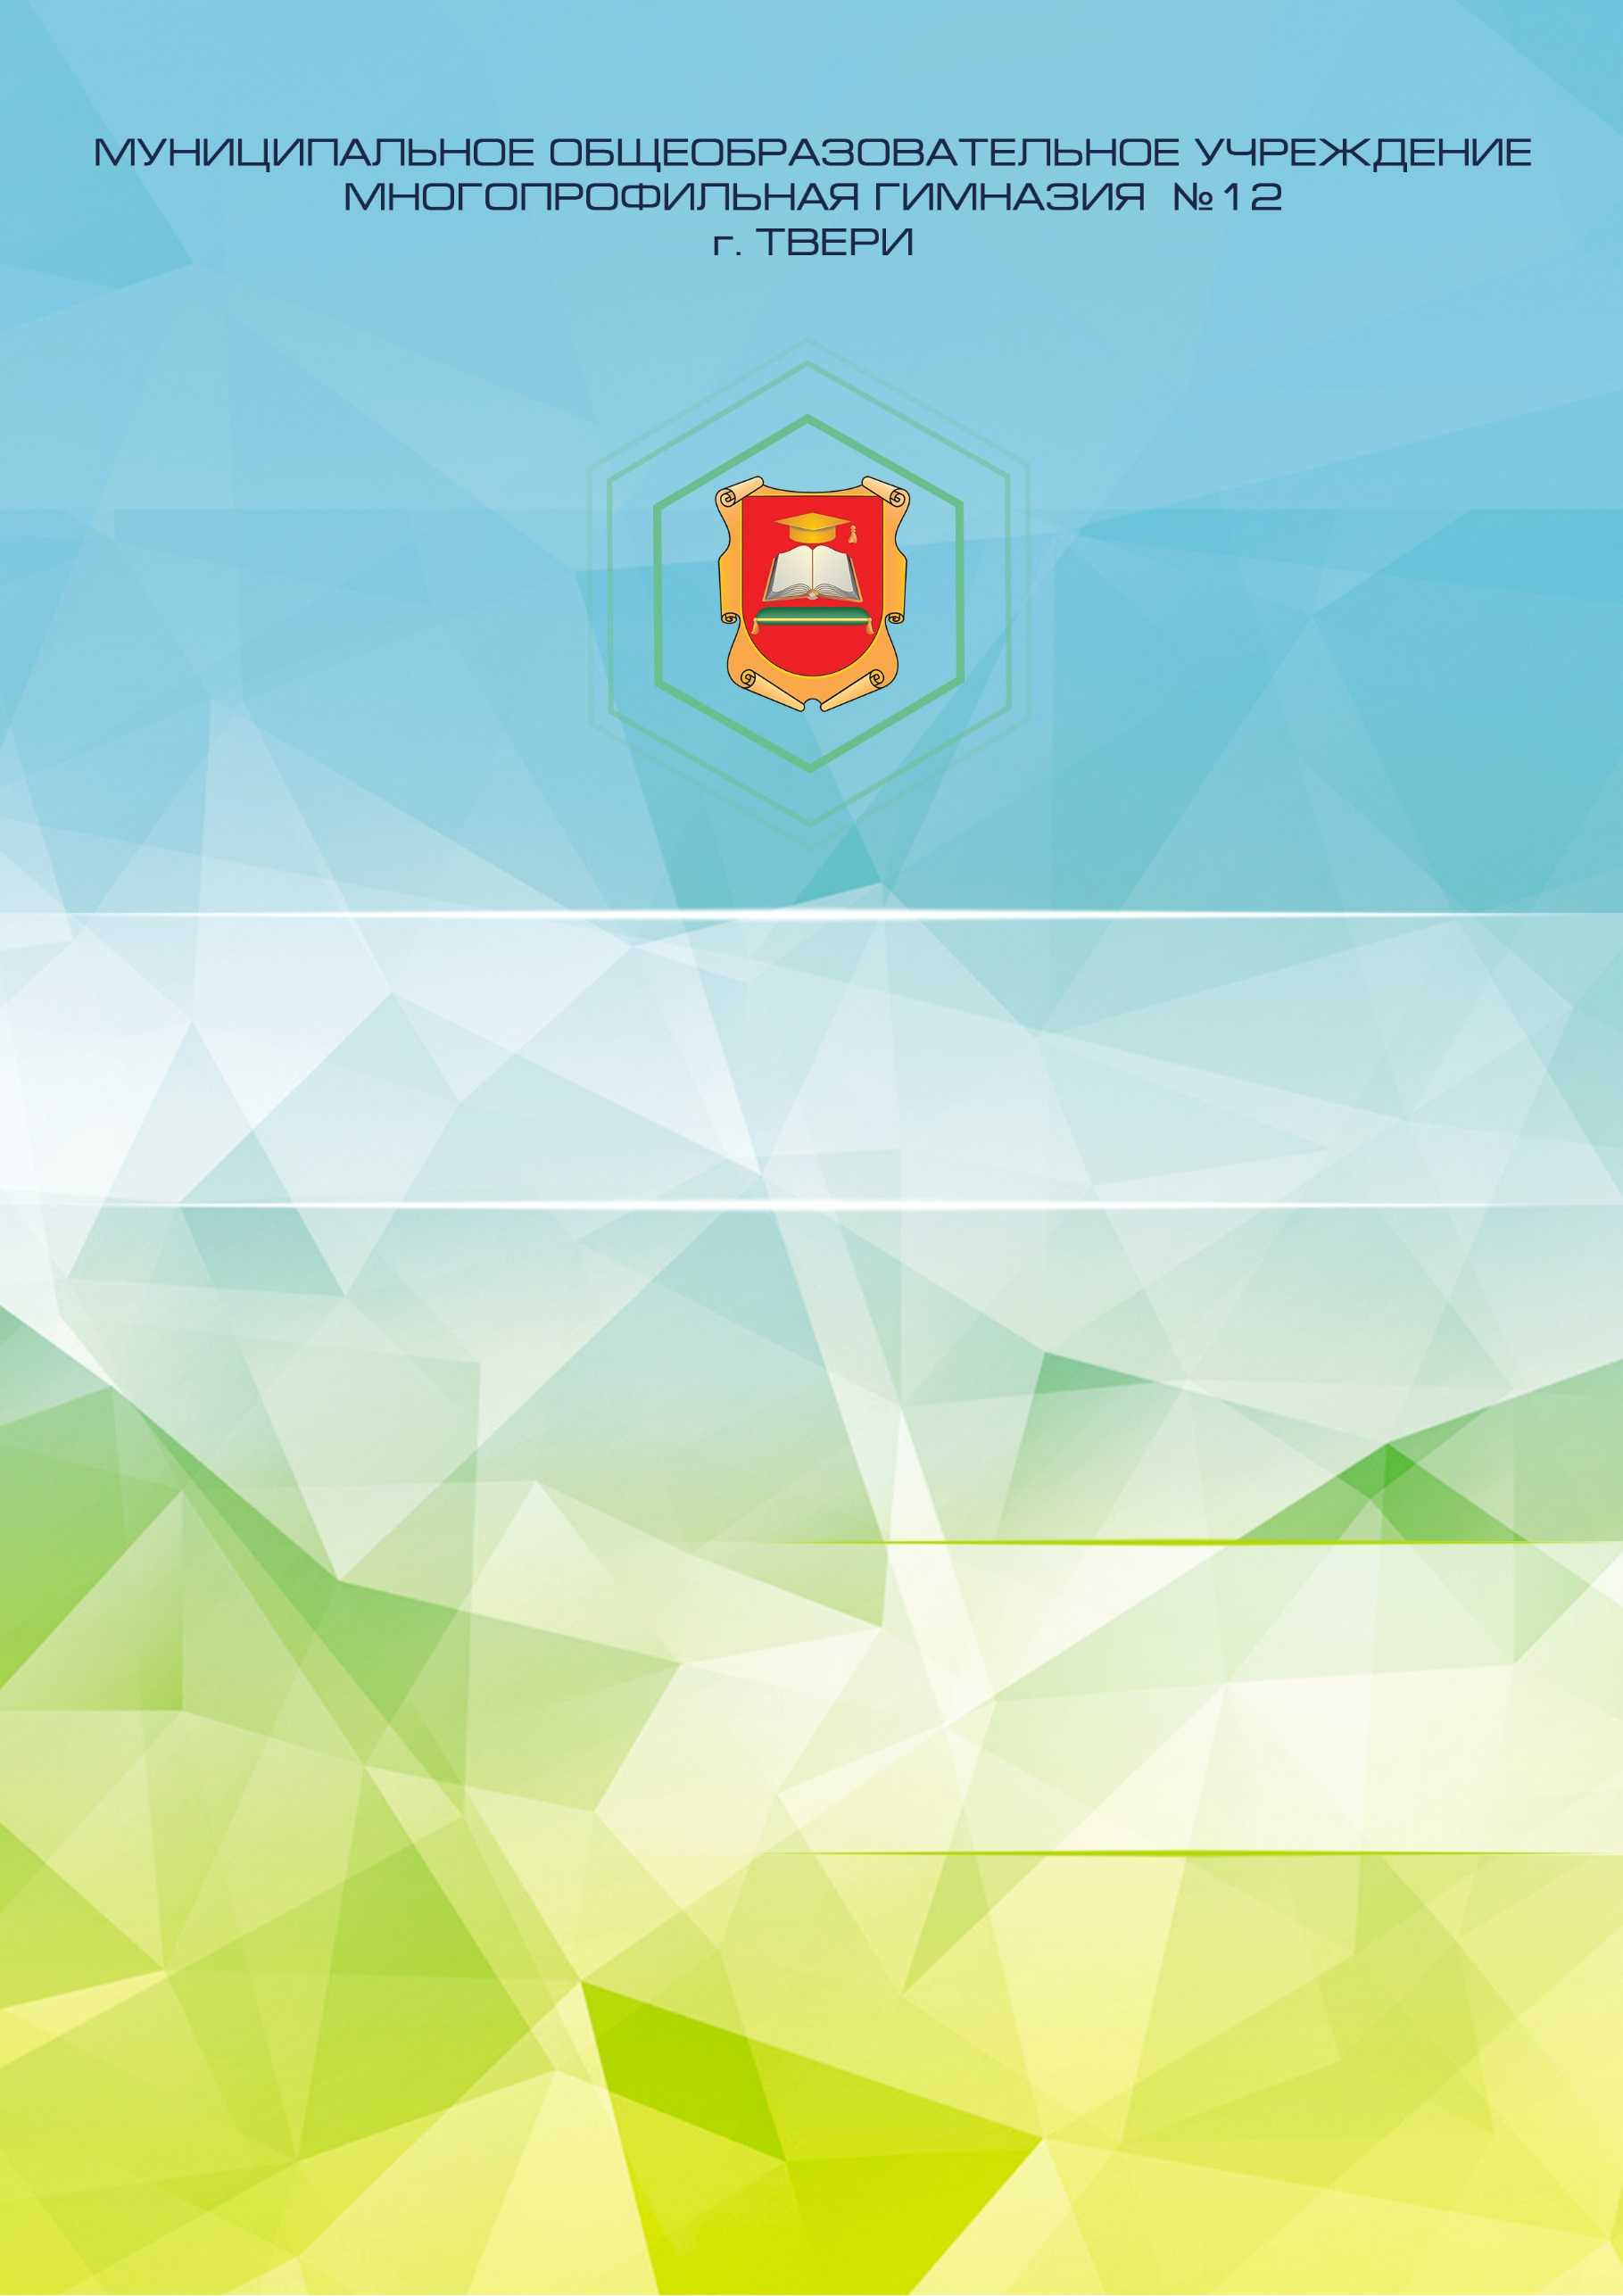 МУНИЦИПАЛЬНОЕ ОБЩЕОБРАЗОВАТЕЛЬНОЕ УЧРЕЖДЕНИЕ
МНОГОПРОФИЛЬНАЯ ГИМНАЗИЯ №12
г. ТВЕРИ